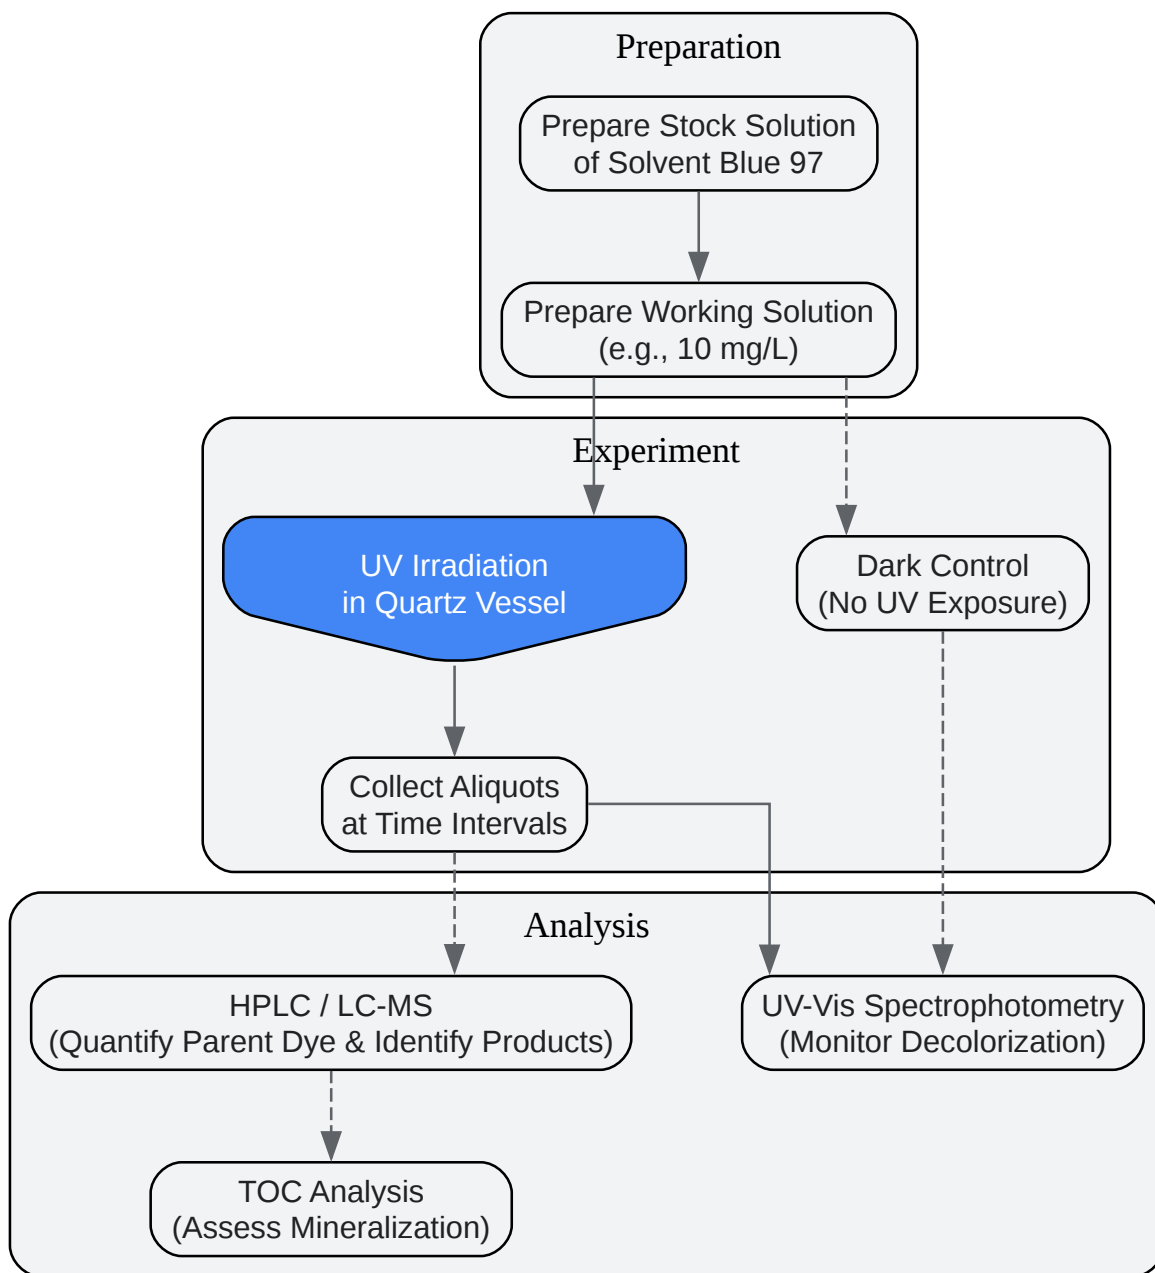 Preparation
Prepare Stock Solution
of Solvent Blue 97
Prepare Working Solution
(e.g., 10 mg/L)
Experiment
UV Irradiation
in Quartz Vessel
Dark Control
(No UV Exposure)
Collect Aliquots
at Time Intervals
Analysis
HPLC / LC-MS
(Quantify Parent Dye & Identify Products)
UV-Vis Spectrophotometry
(Monitor Decolorization)
TOC Analysis
(Assess Mineralization)